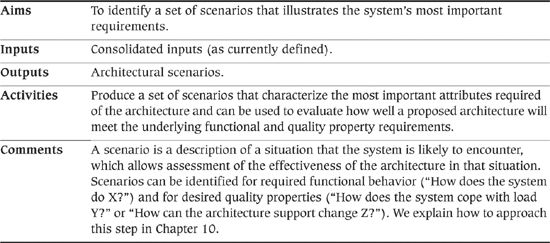 Aims To identify a set of scenarios that illustrates the system’s most important
requirements.
Inputs Consolidated inputs (as currently defined).
Outputs Architectural scenarios.
Activities Produce a set of scenarios that characterize the most important attributes required
of the architecture and can be used to evaluate how well a proposed architecture will
meet the underlying functional and quality property requirements.
Comments A scenario is a description of a situation that the system is likely to encounter,
which allows assessment of the effectiveness of the architecture in that situation.
Scenarios can be identified for required functional behavior (“How does the system
do X?”) and for desired quality properties (“How does the system cope with load
Y?” or “How can the architecture support change Z?”). We explain how to approach
this step in Chapter 10.